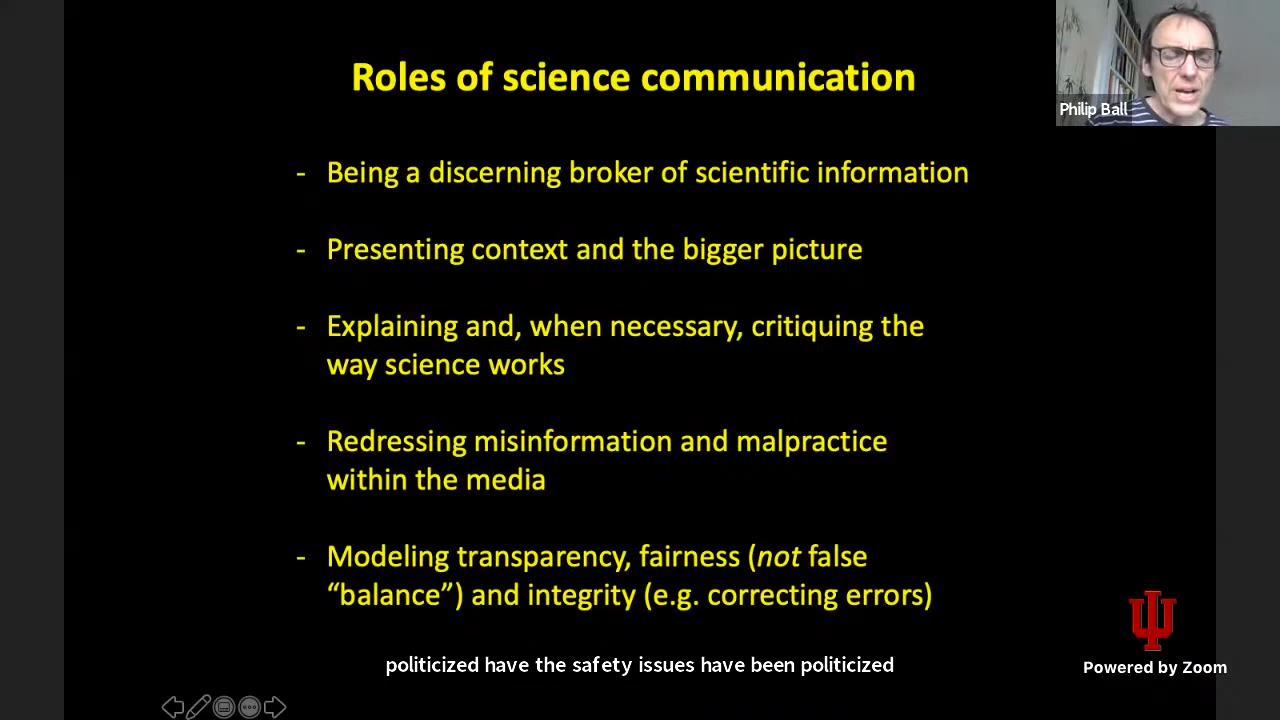 Roles of science communication
Philip Ball
- Being a discerning broker of scientific information
- Presenting context and the bigger picture
- Explaining and, when necessary, critiquing the
way science works
- Redressing misinformation and malpractice
within the media
- Modeling transparency, fairness (not false
“balance”) and integrity (e.g. correcting errors)
politicized have the safety issues have been politicized
Powered by Zoom